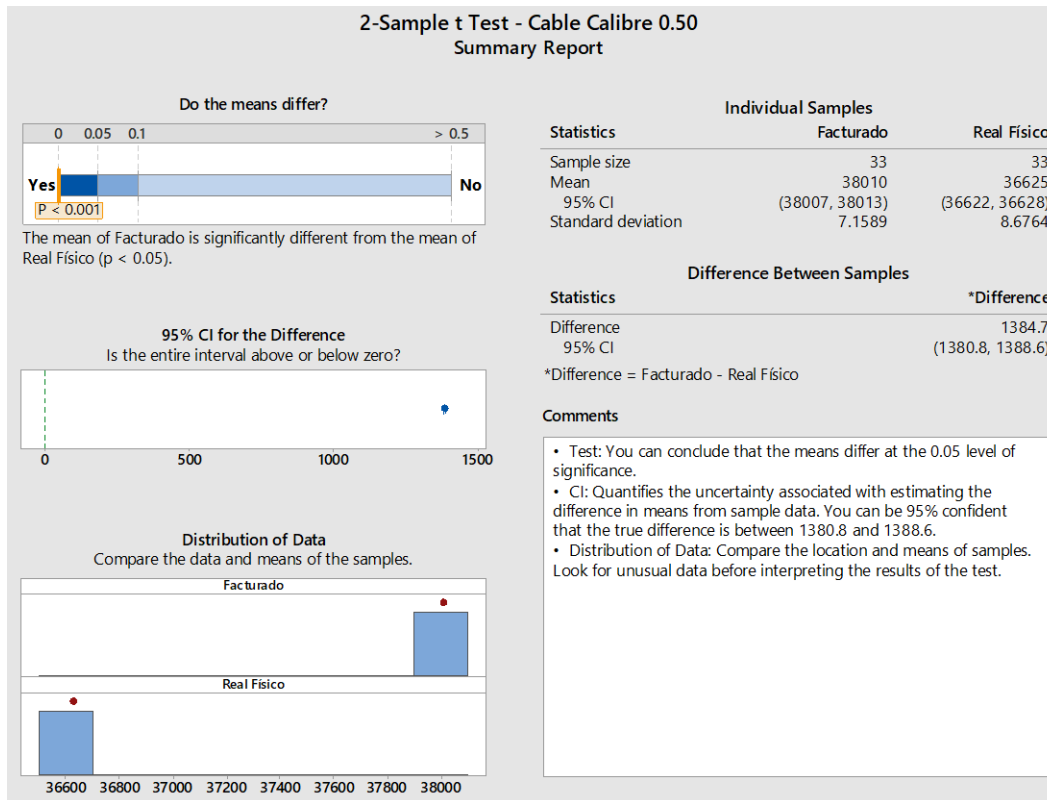 2-Sample t Test - Cable Calibre 0.50
Summary Report
Do the means differ?
0 0.05 0.1 > 0.5
Yes No
P < 0.001
The mean of Facturado is significantly different from the mean of
Real Físico (p < 0.05).
95% CI for the Difference
Is the entire interval above or below zero?
0 500 1000 1500
Distribution of Data
Compare the data and means of the samples.
Facturado
Real Físico
36600 36800 37000 37200 37400 37600 37800 38000
Individual Samples
Statistics Facturado Real Físico
Sample size 33 33
Mean 38010 36625
95% CI (38007, 38013) (36622, 36628)
Standard deviation 7.1589 8.6764
Difference Between Samples
Statistics *Difference
Difference 1384.7
95% CI (1380.8, 1388.6)
*Difference = Facturado - Real Físico
Comments
• Test: You can conclude that the means differ at the 0.05 level of
significance.
• CI: Quantifies the uncertainty associated with estimating the
difference in means from sample data. You can be 95% confident
that the true difference is between 1380.8 and 1388.6.
• Distribution of Data: Compare the location and means of samples.
Look for unusual data before interpreting the results of the test.